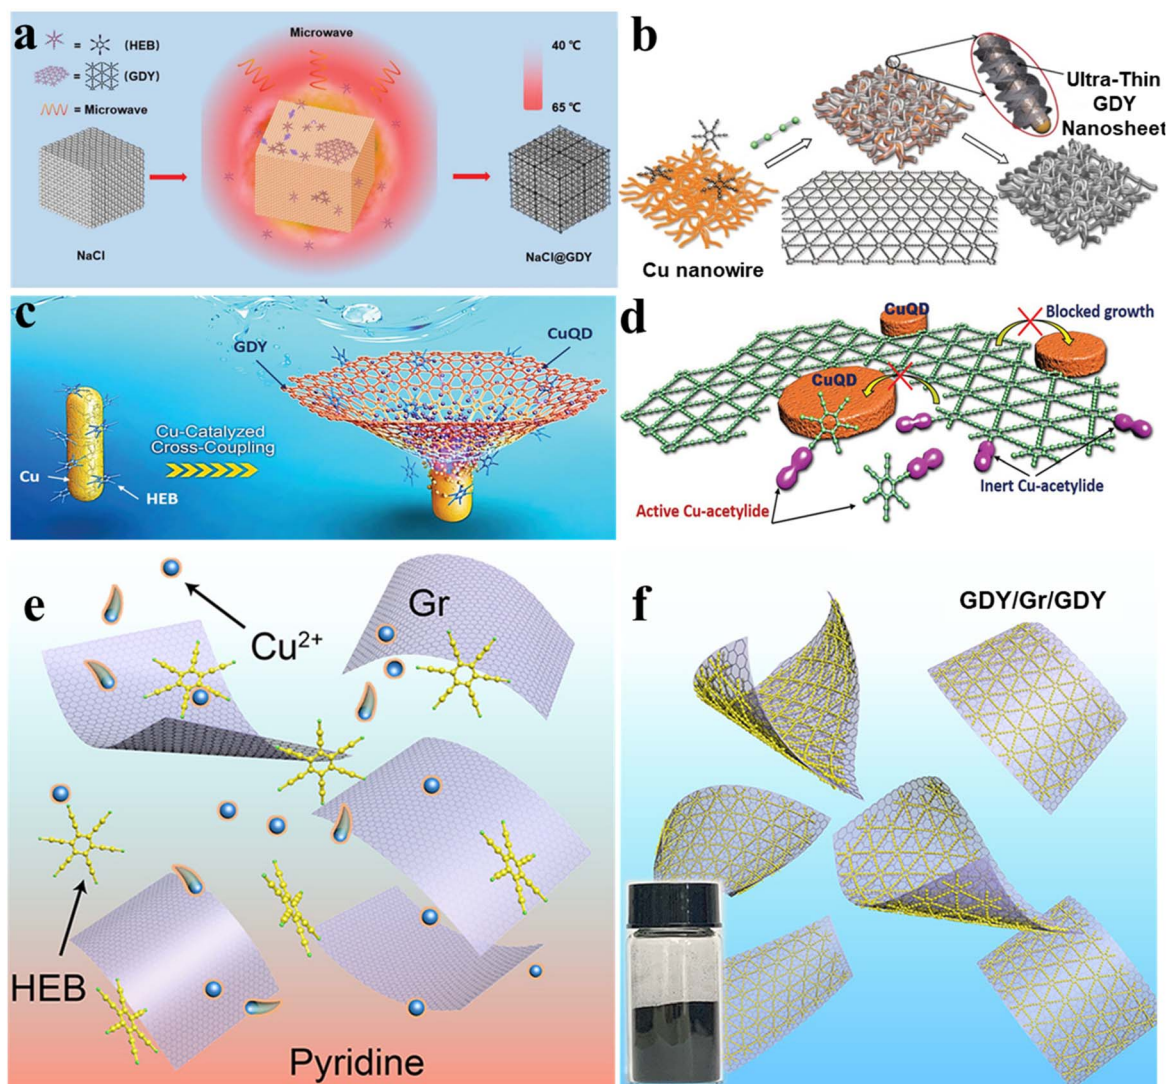 a
= (HEB)
= (GDY)
= Microwave
Microwave
40 ℃
65 ℃
NaCl
NaCl@GDY
b
Ultra-Thin
GDY
Nanosheet
Cu nanowire
c
GDY
CuQD
Cu-Catalyzed
Cross-Coupling
Cu
HEB
d
CuQD
Blocked growth
CuQD
Inert Cu-acetylide
Active Cu-acetylide
e
Gr
Cu²⁺
HEB
Pyridine
f
GDY/Gr/GDY